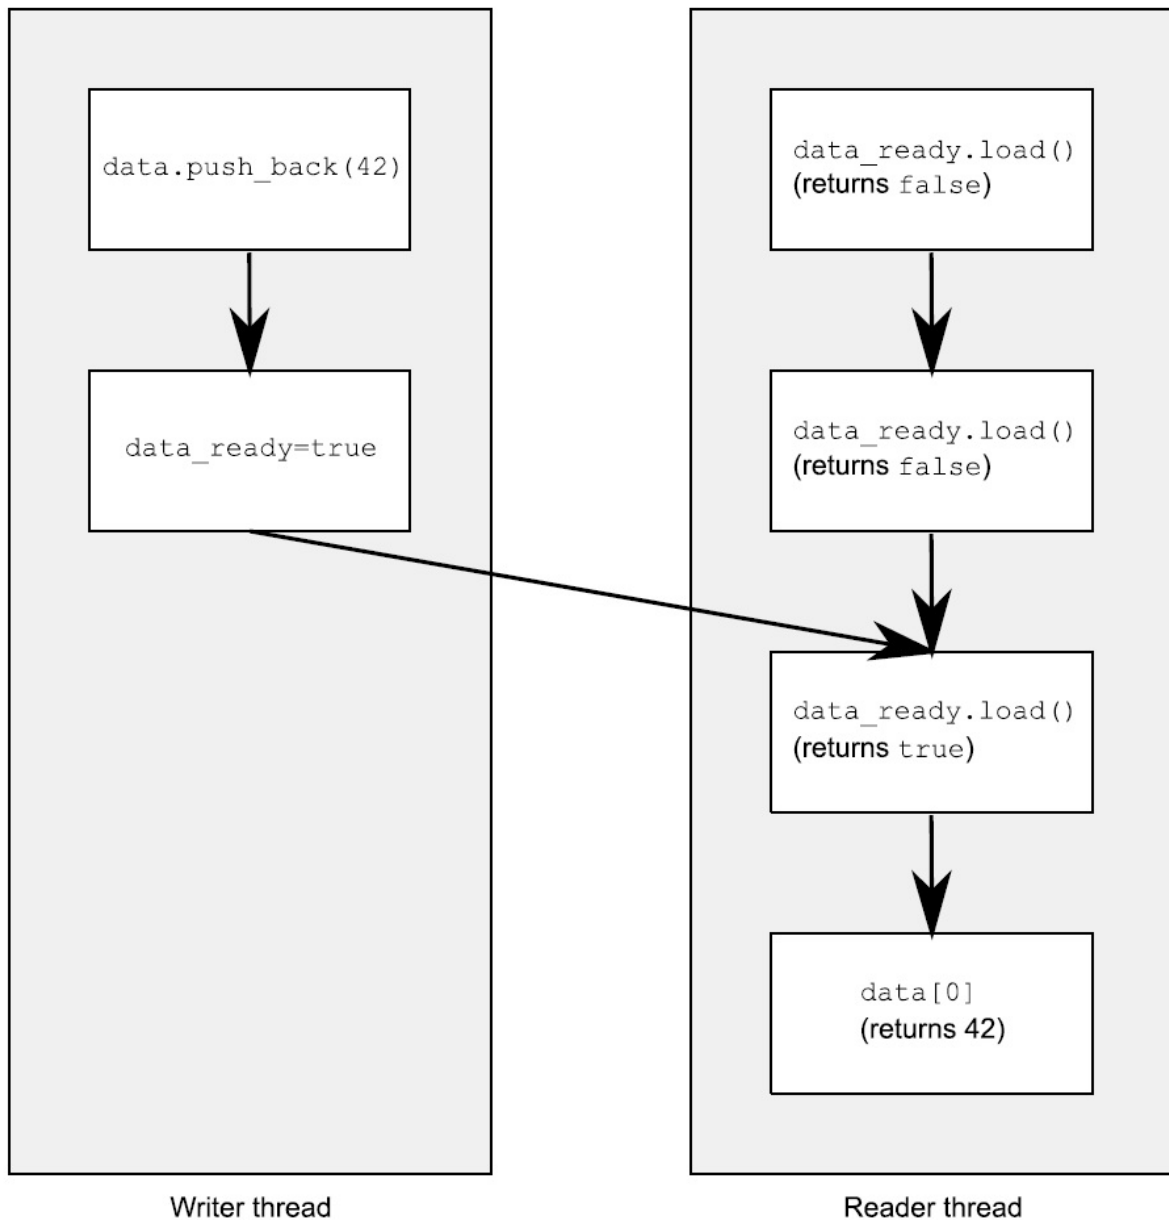 data.push_back(42)
data_ready=true
Writer thread
data_ready.load()
(returns false)
data_ready.load()
(returns false)
data_ready.load()
(returns true)
data[0]
(returns 42)
Reader thread